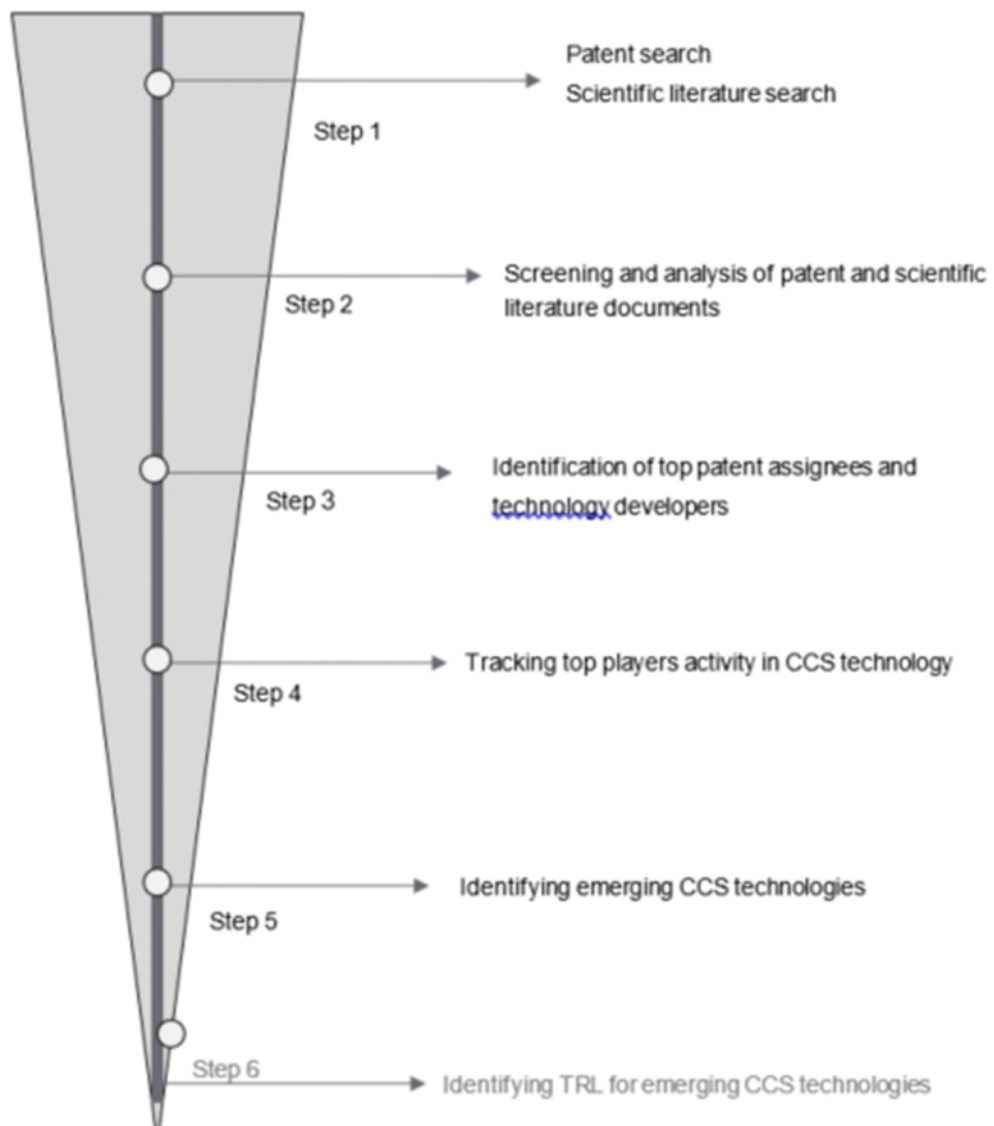 Patent search
Scientific literature search
Step 1
Screening and analysis of patent and scientific
literature documents
Step 2
Identification of top patent assignees and
technology developers
Step 3
Tracking top players activity in CCS technology
Step 4
Identifying emerging CCS technologies
Step 5
Step 6
Identifying TRL for emerging CCS technologies